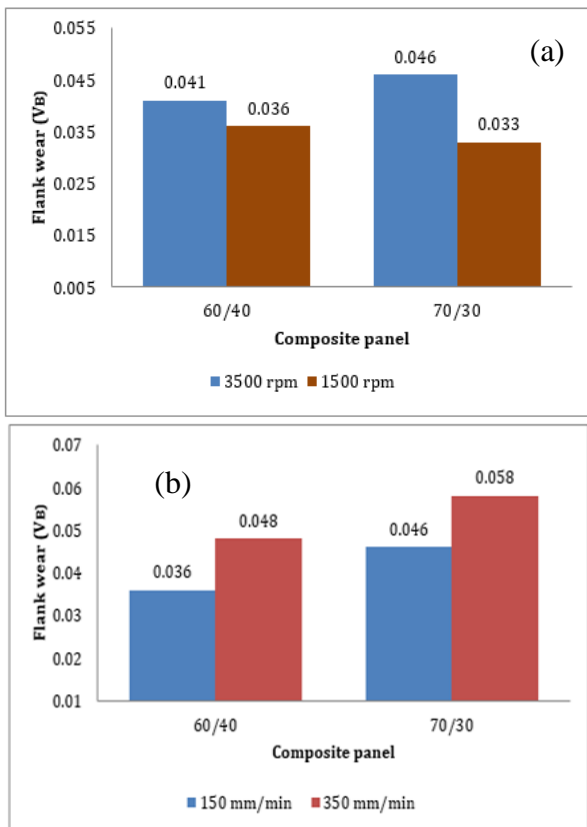 0.055
0.045
0.035
0.025
0.015
0.005
Flank wear (VB)
(a)
0.041
0.036
0.046
0.033
60/40
70/30
Composite panel
3500 rpm
1500 rpm
0.07
0.06
0.05
0.04
0.03
0.02
0.01
Flank wear (VB)
(b)
0.036
0.048
0.046
0.058
60/40
70/30
Composite panel
150 mm/min
350 mm/min